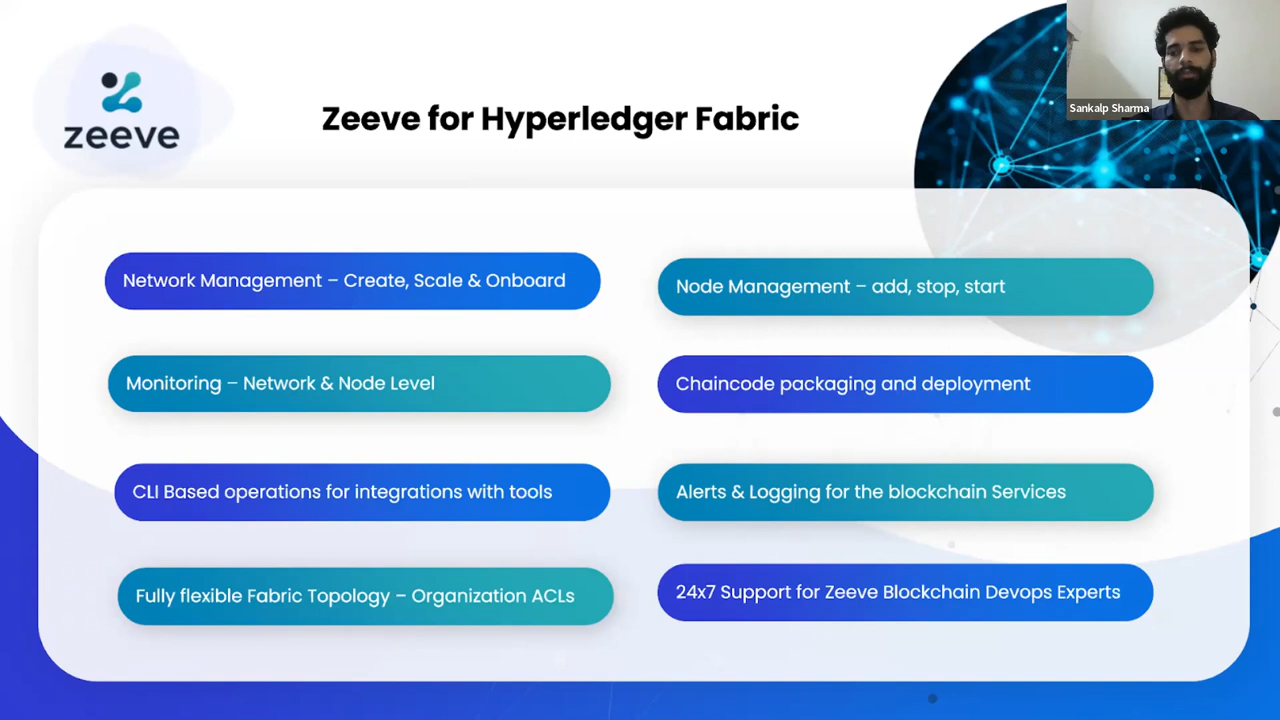 zeeve
Zeeve for Hyperledger Fabric
Sankalp Sharma
Network Management – Create, Scale & Onboard
Node Management – add, stop, start
Monitoring – Network & Node Level
Chaincode packaging and deployment
CLI Based operations for integrations with tools
Alerts & Logging for the blockchain Services
Fully flexible Fabric Topology – Organization ACLs
24x7 Support for Zeeve Blockchain Devops Experts